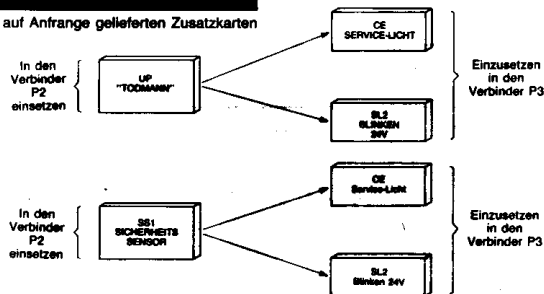 auf Anfrange gelieferten Zusatzkarten
In den
Verbinder
P2
einsetzen
UP
"TODMANN"
CE
SERVICE-LICHT
SL2
BLINKEN
24V
Einzusetzen
in den
Verbinder P3
In den
Verbinder
P2
einsetzen
SS1
SICHERHEITS
SENSOR
CE
Service-Licht
SL2
Blinken 24V
Einzusetzen
in den
Verbinder P3